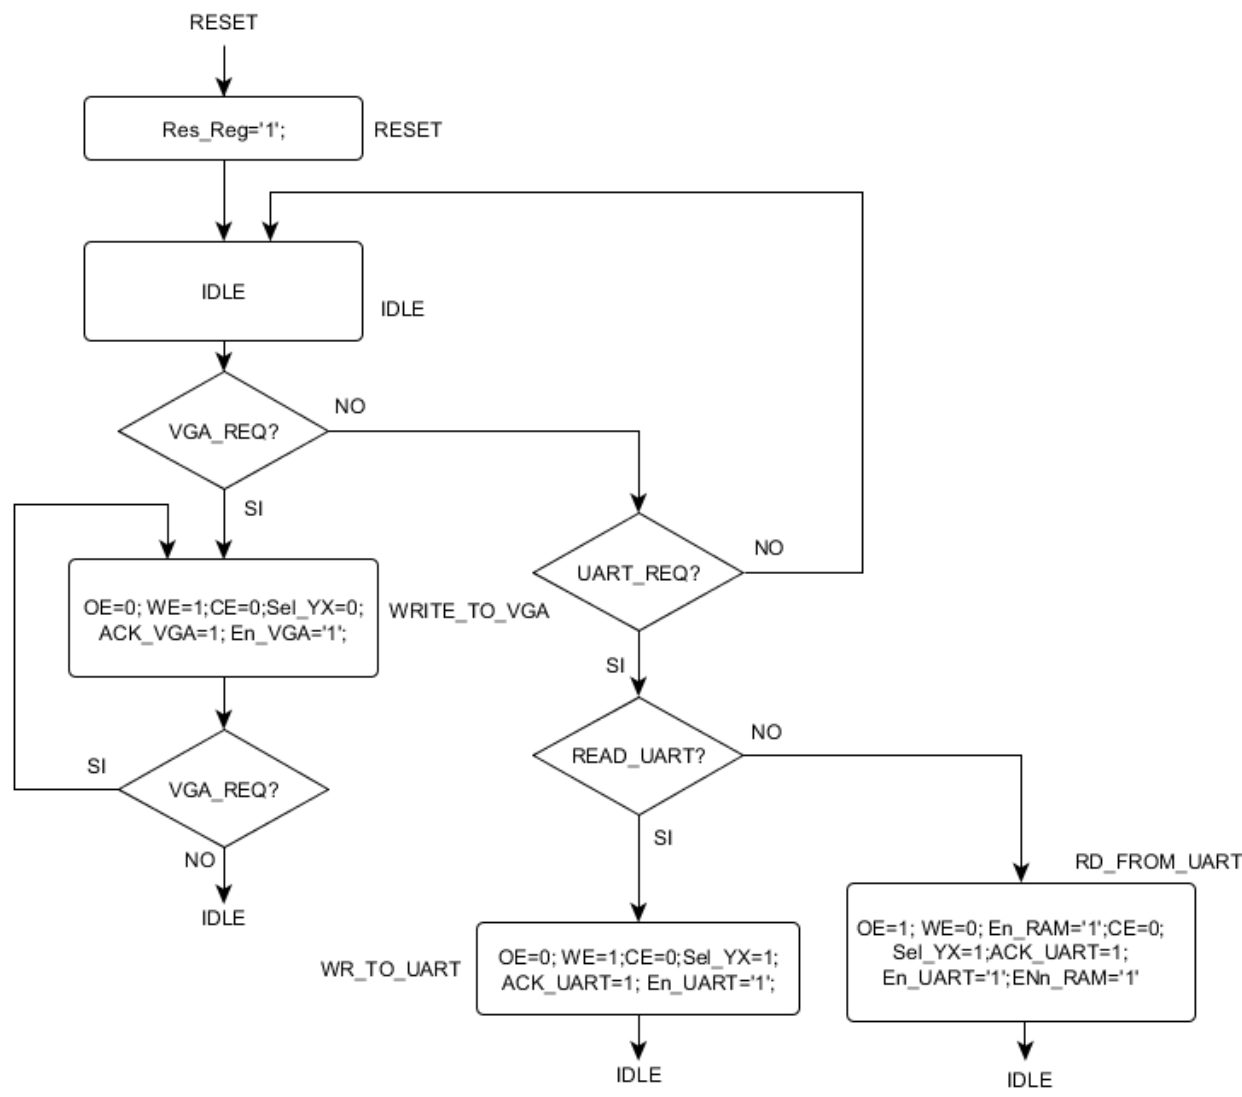 RESET
Res_Reg='1';
RESET
IDLE
IDLE
VGA_REQ?
NO
SI
OE=0; WE=1;CE=0;Sel_YX=0;
ACK_VGA=1; En_VGA='1';
WRITE_TO_VGA
VGA_REQ?
SI
NO
IDLE
UART_REQ?
NO
SI
READ_UART?
NO
SI
WR_TO_UART
OE=0; WE=1;CE=0;Sel_YX=1;
ACK_UART=1; En_UART='1';
IDLE
RD_FROM_UART
OE=1; WE=0; En_RAM='1';CE=0;
Sel_YX=1;ACK_UART=1;
En_UART='1';ENn_RAM='1'
IDLE